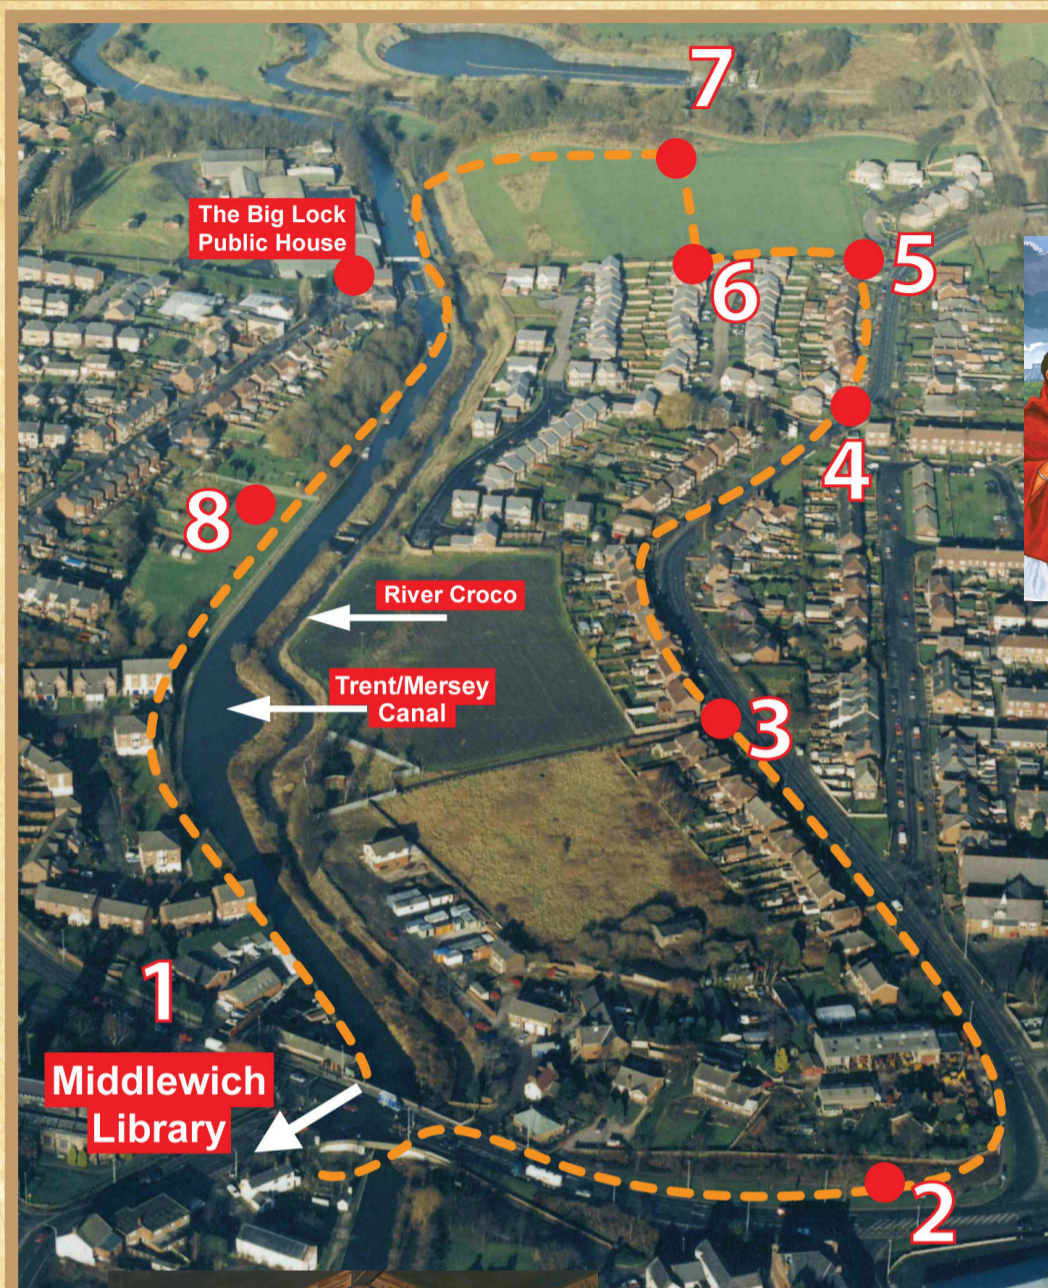 7
The Big Lock
Public House
5
6
4
8
River Croco
Trent/Mersey
Canal
3
1
Middlewich
Library
2